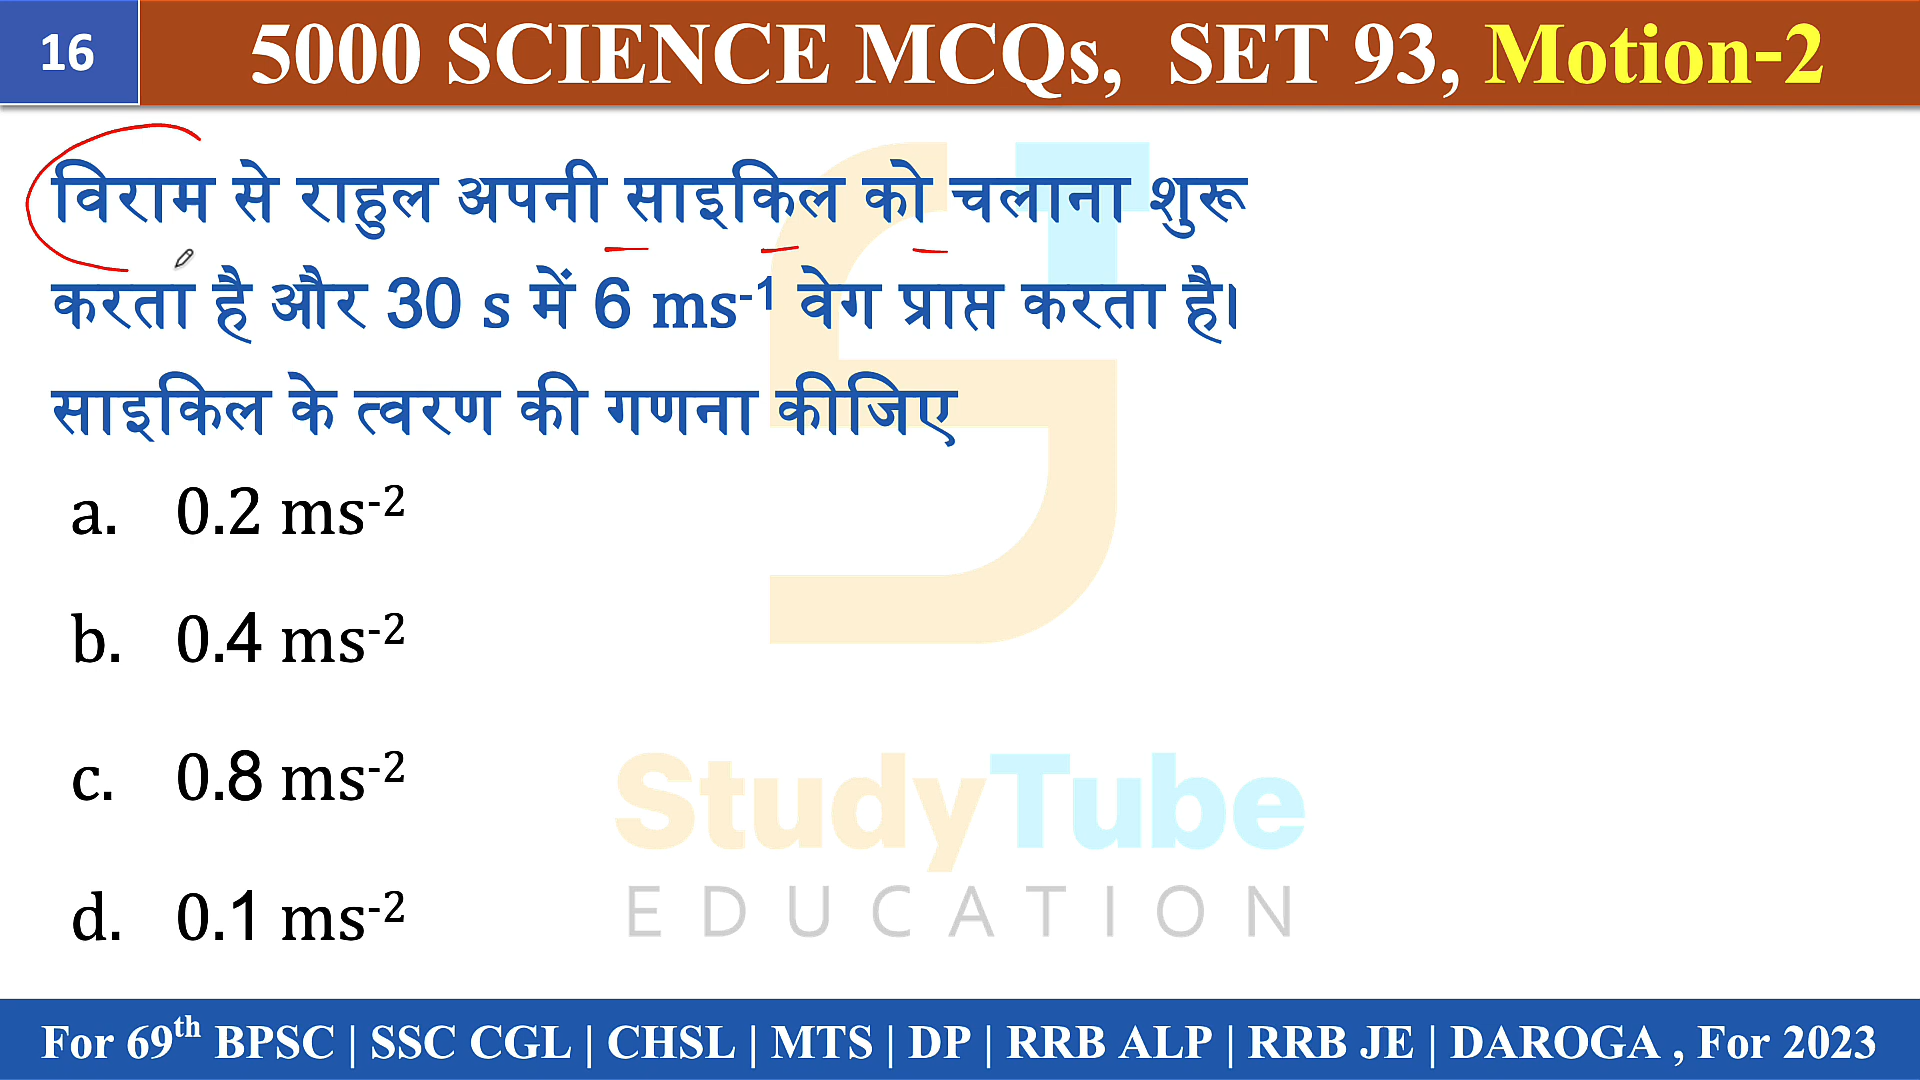 16
5000 SCIENCE MCQs, SET 93, Motion-2
विराम से राहुल अपनी साइकिल को चलाना शुरू
करता है और 30 s में 6 ms⁻¹ वेग प्राप्त करता है।
साइकिल के त्वरण की गणना कीजिए
a. 0.2 ms⁻²
b. 0.4 ms⁻²
c. 0.8 ms⁻²
d. 0.1 ms⁻²
StudyTube
EDUCATION
For 69th BPSC | SSC CGL | CHSL | MTS | DP | RRB ALP | RRB JE | DAROGA , For 2023